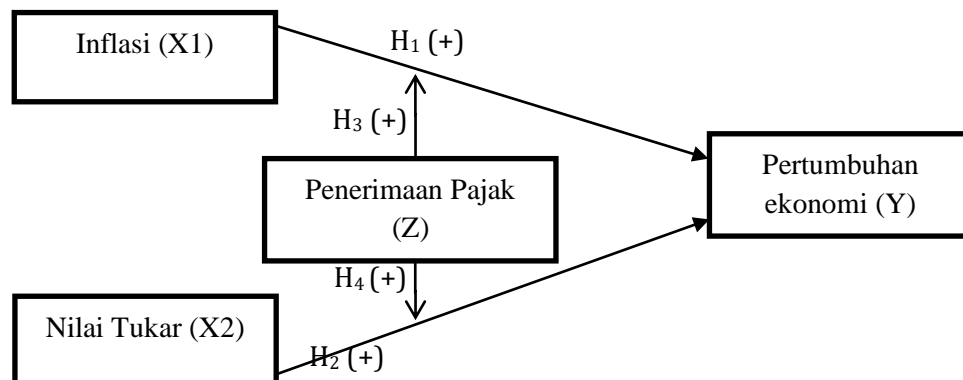 Inflasi (X1)
H₁ (+)
H₃ (+)
Penerimaan Pajak
(Z)
Pertumbuhan
ekonomi (Y)
H₄ (+)
Nilai Tukar (X2)
H₂ (+)